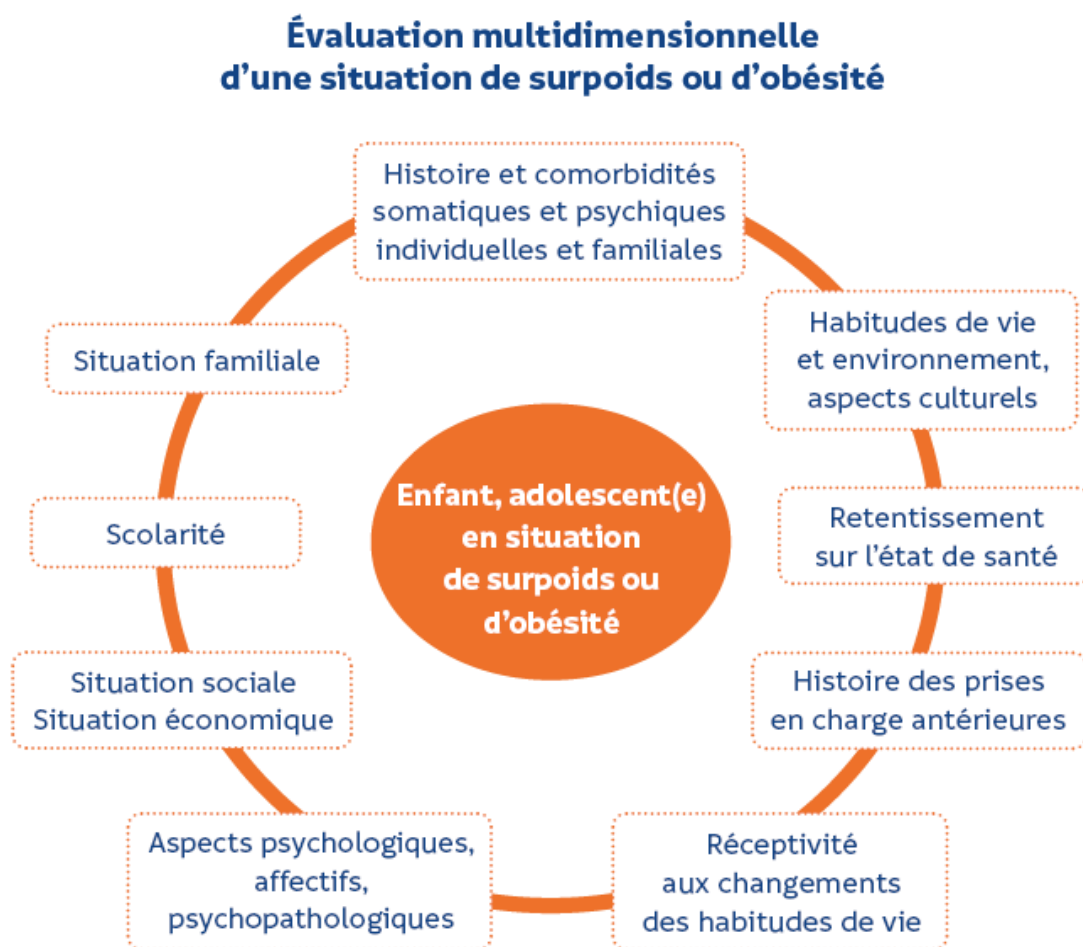 Évaluation multidimensionnelle
d’une situation de surpoids ou d’obésité
Histoire et comorbidités
somatiques et psychiques
individuelles et familiales
Habitudes de vie
et environnement,
aspects culturels
Retentissement
sur l’état de santé
Histoire des prises
en charge antérieures
Réceptivité
aux changements
des habitudes de vie
Aspects psychologiques,
affectifs,
psychopathologiques
Situation sociale
Situation économique
Scolarité
Situation familiale
Enfant, adolescent(e)
en situation
de surpoids ou
d’obésité